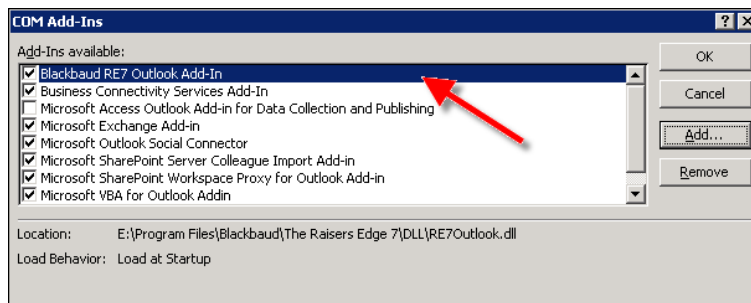 COM Add-Ins
Add-Ins available:
Blackbaud RE7 Outlook Add-In
Business Connectivity Services Add-In
Microsoft Access Outlook Add-in for Data Collection and Publishing
Microsoft Exchange Add-in
Microsoft Outlook Social Connector
Microsoft SharePoint Server Colleague Import Add-in
Microsoft SharePoint Workspace Proxy for Outlook Add-in
Microsoft VBA for Outlook Addin
OK
Cancel
Add...
Remove
Location: E:\Program Files\Blackbaud\The Raisers Edge 7\DLL\RE7Outlook.dll
Load Behavior: Load at Startup